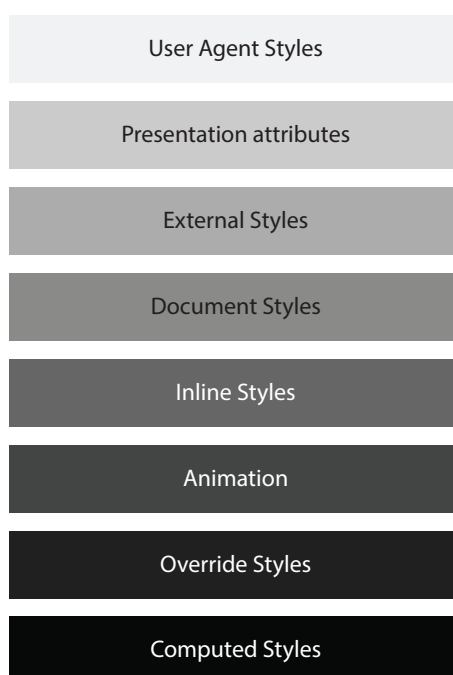 User Agent Styles
Presentation attributes
External Styles
Document Styles
Inline Styles
Animation
Override Styles
Computed Styles